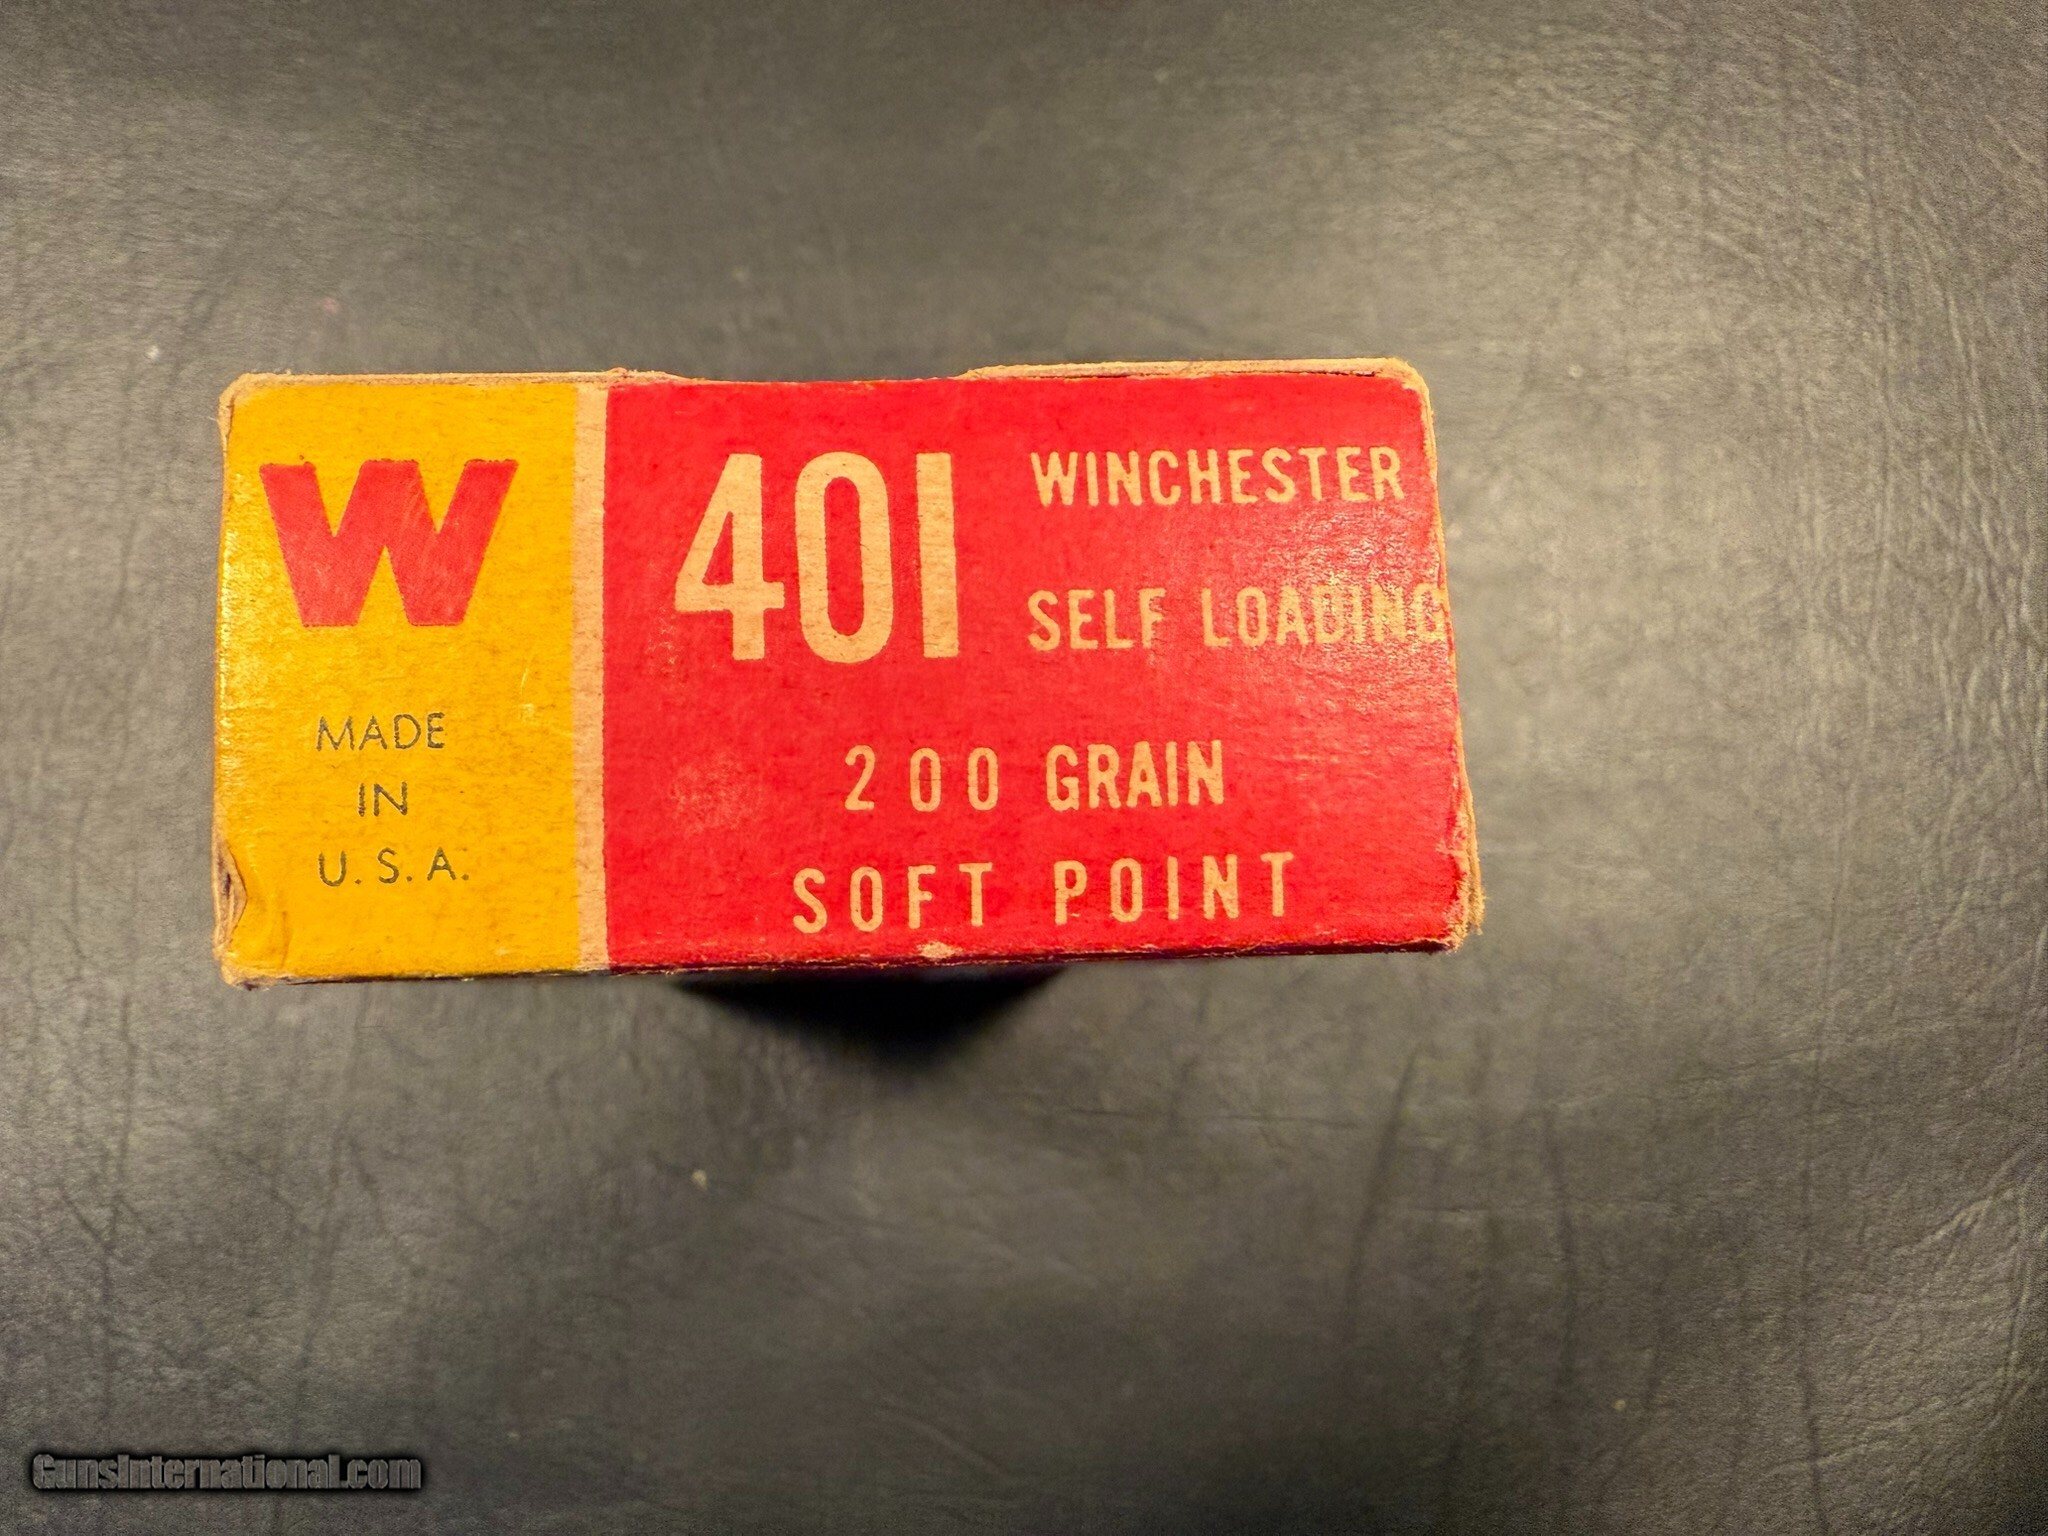 W
MADE
IN
U.S.A.
401
WINCHESTER
SELF LOADING
200 GRAIN
SOFT POINT
GunsInternational.com